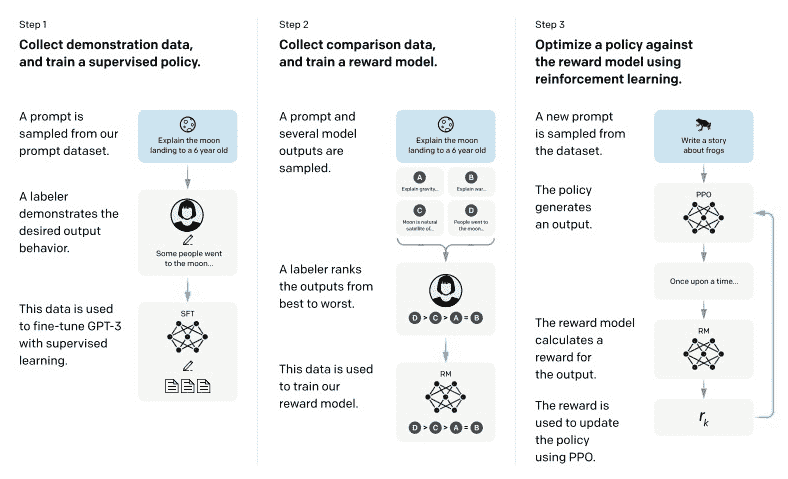 Step 1
Collect demonstration data,
and train a supervised policy.
A prompt is
sampled from our
prompt dataset.
Explain the moon
landing to a 6 year old
A labeler
demonstrates the
desired output
behavior.
Some people went
to the moon...
This data is used
to fine-tune GPT-3
with supervised
learning.
SFT
Step 2
Collect comparison data,
and train a reward model.
A prompt and
several model
outputs are
sampled.
Explain the moon
landing to a 6 year old
A
Explain gravity...
B
Explain war...
C
Moon is natural
satellite of...
D
People went to
the moon...
A labeler ranks
the outputs from
best to worst.
D > C > A = B
This data is used
to train our
reward model.
RM
D > C > A = B
Step 3
Optimize a policy against
the reward model using
reinforcement learning.
A new prompt
is sampled from
the dataset.
Write a story
about frogs
The policy
generates
an output.
PPO
Once upon a time...
The reward model
calculates a
reward for
the output.
RM
The reward is
used to update
the policy
using PPO.
rk